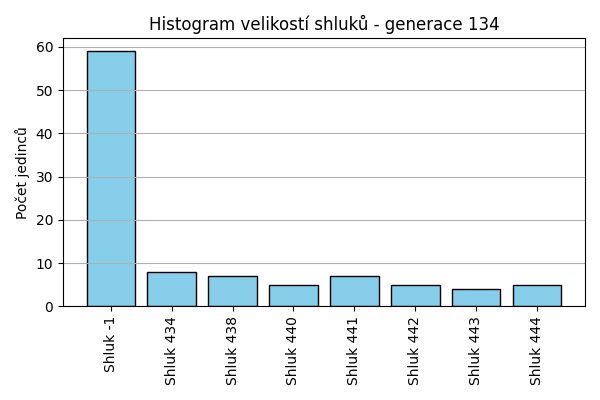 Histogram velikostí shluků - generace 134
Počet jedinců
60
50
40
30
20
10
0
Shluk -1
Shluk 434
Shluk 438
Shluk 440
Shluk 441
Shluk 442
Shluk 443
Shluk 444